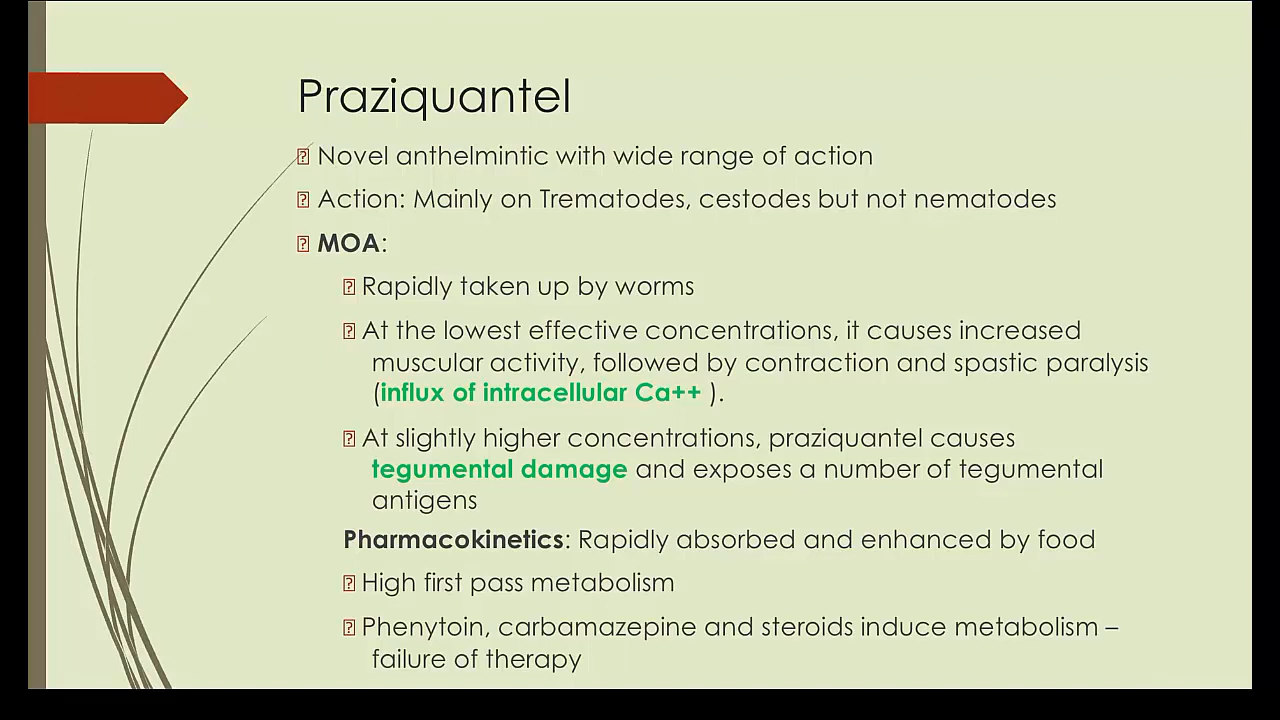 Praziquantel
Novel anthelmintic with wide range of action
Action: Mainly on Trematodes, cestodes but not nematodes
MOA:
Rapidly taken up by worms
At the lowest effective concentrations, it causes increased
muscular activity, followed by contraction and spastic paralysis
(influx of intracellular Ca++ ).
At slightly higher concentrations, praziquantel causes
tegumental damage and exposes a number of tegumental
antigens
Pharmacokinetics: Rapidly absorbed and enhanced by food
High first pass metabolism
Phenytoin, carbamazepine and steroids induce metabolism –
failure of therapy